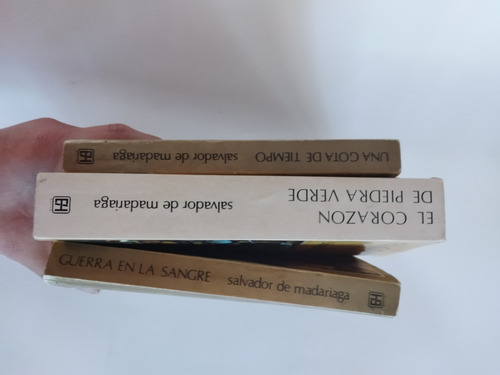 UNA GOTA DE TIEMPO
salvador de madariaga
EL CORAZON
DE PIEDRA VERDE
salvador de madariaga
GUERRA EN LA SANGRE
salvador de madariaga